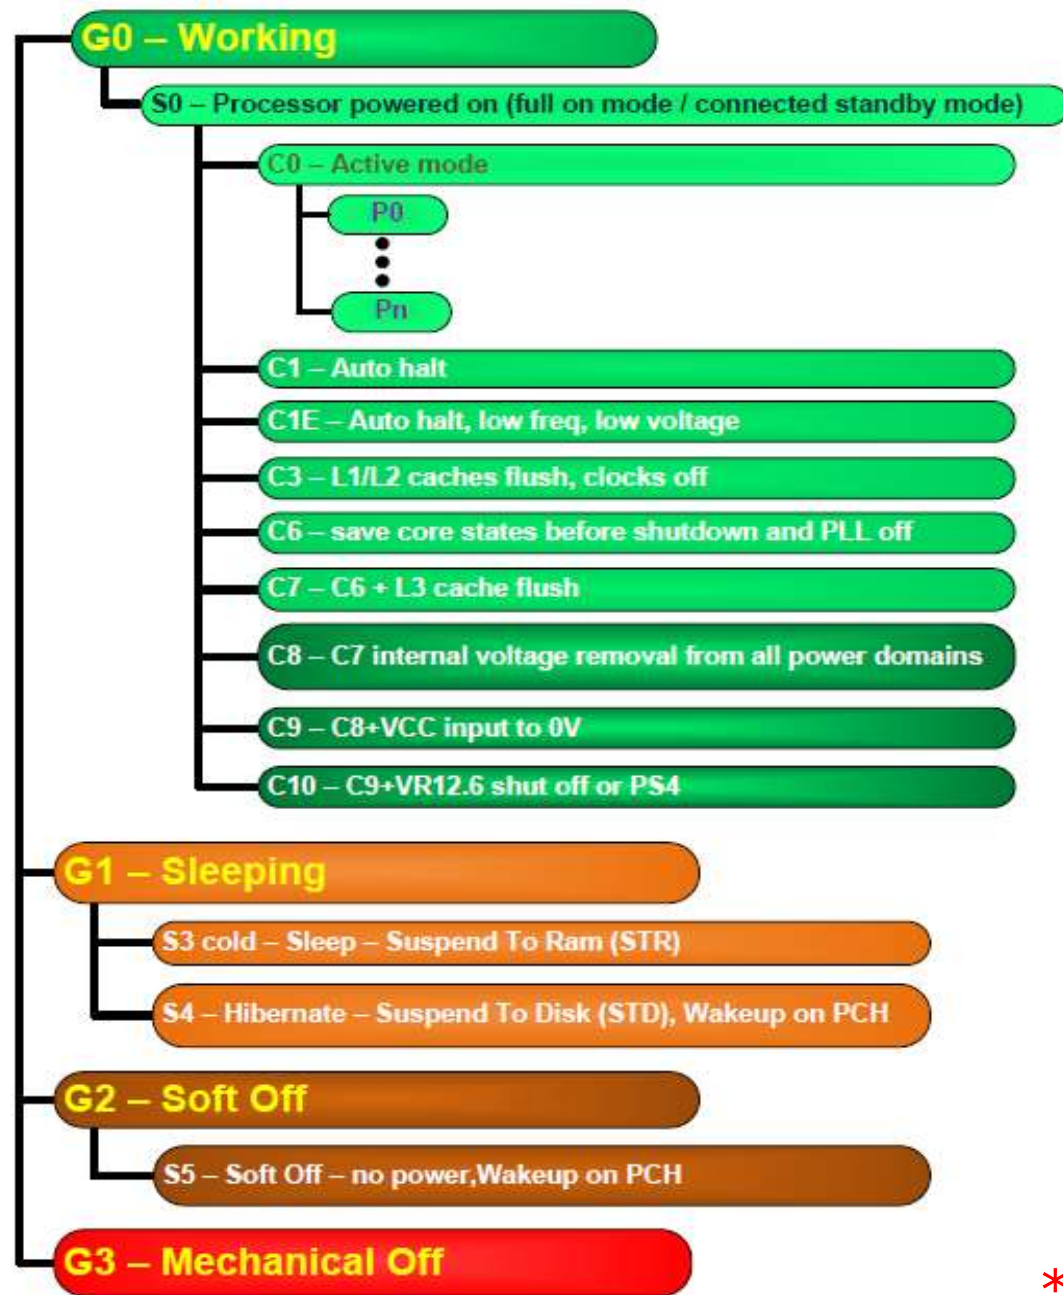 G0 – Working
S0 – Processor powered on (full on mode / connected standby mode)
C0 – Active mode
P0
Pn
C1 – Auto halt
C1E – Auto halt, low freq, low voltage
C3 – L1/L2 caches flush, clocks off
C6 – save core states before shutdown and PLL off
C7 – C6 + L3 cache flush
C8 – C7 internal voltage removal from all power domains
C9 – C8+VCC input to 0V
C10 – C9+VR12.6 shut off or PS4
G1 – Sleeping
S3 cold – Sleep – Suspend To Ram (STR)
S4 – Hibernate – Suspend To Disk (STD), Wakeup on PCH
G2 – Soft Off
S5 – Soft Off – no power,Wakeup on PCH
G3 – Mechanical Off
*